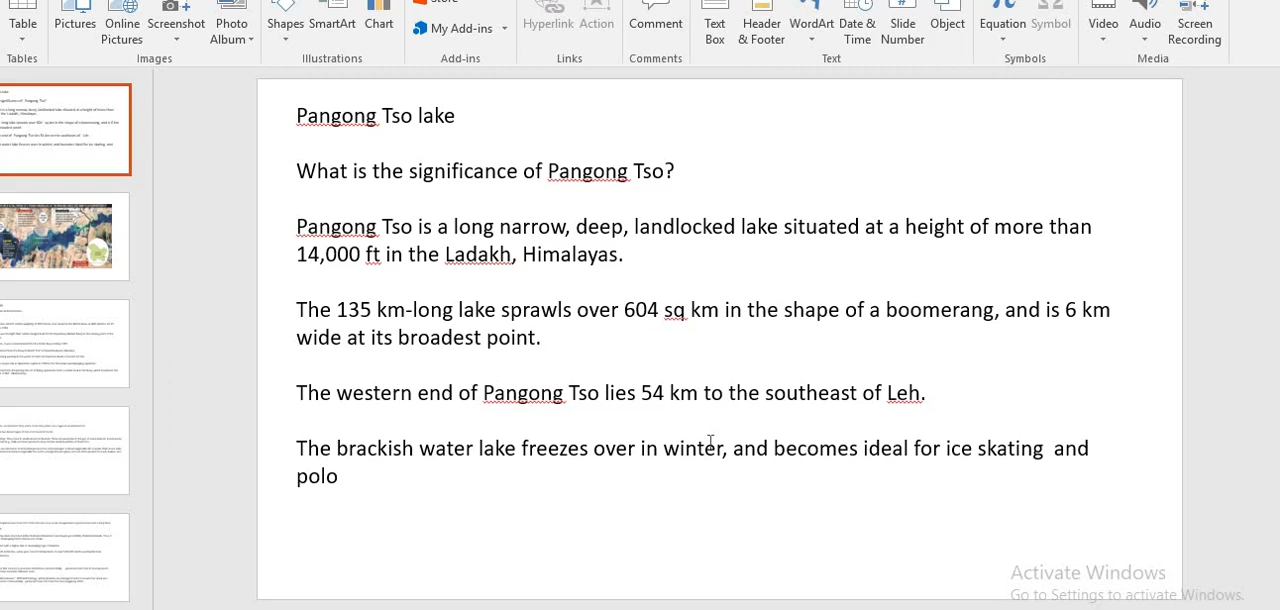 Table
Pictures
Online
Pictures
Screenshot
Photo
Album
Shapes
SmartArt
Chart
Store
My Add-ins
Hyperlink
Action
Comment
Text
Box
Header
& Footer
WordArt
Date &
Time
Slide
Number
Object
Equation
Symbol
Video
Audio
Screen
Recording
Tables
Images
Illustrations
Add-ins
Links
Comments
Text
Symbols
Media
Pangong Tso lake
What is the significance of Pangong Tso?
Pangong Tso is a long narrow, deep, landlocked lake situated at a height of more than
14,000 ft in the Ladakh, Himalayas.
The 135 km-long lake sprawls over 604 sq km in the shape of a boomerang, and is 6 km
wide at its broadest point.
The western end of Pangong Tso lies 54 km to the southeast of Leh.
The brackish water lake freezes over in winter, and becomes ideal for ice skating  and
polo
Activate Windows
Go to Settings to activate Windows.